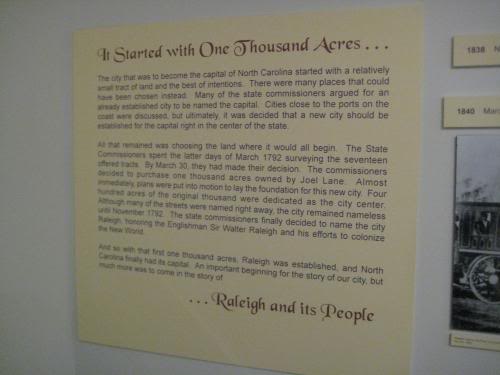 It Started with One Thousand Acres . . .
The city that was to become the capital of North Carolina started with a relatively
small tract of land and the best of intentions. There were many places that could
have been chosen instead. Many of the state commissioners argued for an
already established city to be named the capital. Cities close to the ports on the
coast were discussed, but ultimately, it was decided that a new city should be
established for the capital right in the center of the state.
All that remained was choosing the land where it would all begin. The State
Commissioners spent the latter days of March 1792 surveying the seventeen
offered tracts. By March 30, they had made their decision. The commissioners
decided to purchase one thousand acres owned by Joel Lane. Almost
immediately, plans were put into motion to lay the foundation for this new city. Four
hundred acres of the original thousand were dedicated as the city center.
Although many of the streets were named right away, the city remained nameless
until November 1792. The state commissioners finally decided to name the city
Raleigh, honoring the Englishman Sir Walter Raleigh and his efforts to colonize
the New World.
And so with that first one thousand acres, Raleigh was established, and North
Carolina finally had its capital. An important beginning for the story of our city, but
much more was to come in the story of
. . . Raleigh and its People
1838
1840